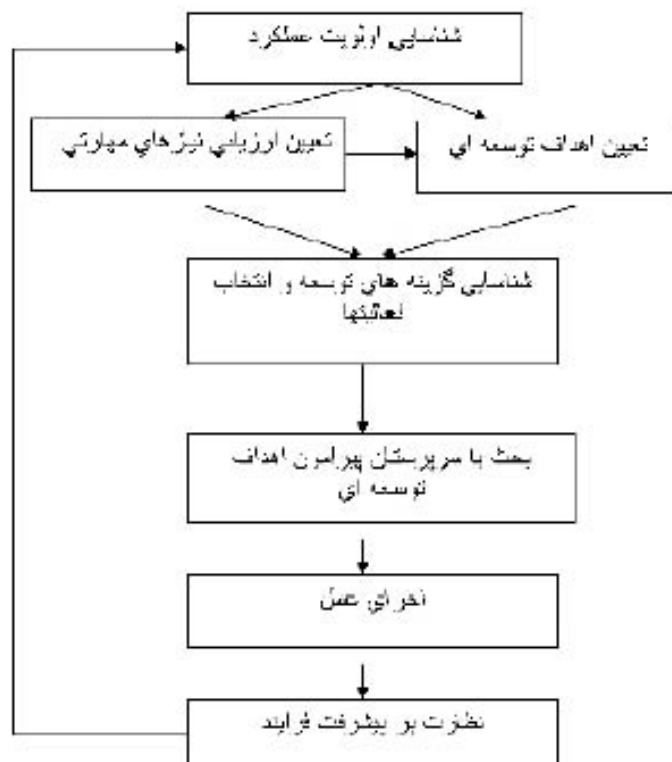 شناسایی اولویت عملکرد
تعیین اهداف توسعه ای
تعیین ارزیابی نیازهای مهارتی
شناسایی گزینه های توسعه و انتخاب
فعالیتها
بحث با سرپرستان پیرامون اهداف
توسعه ای
اجرای عمل
نظارت بر پیشرفت فرایند